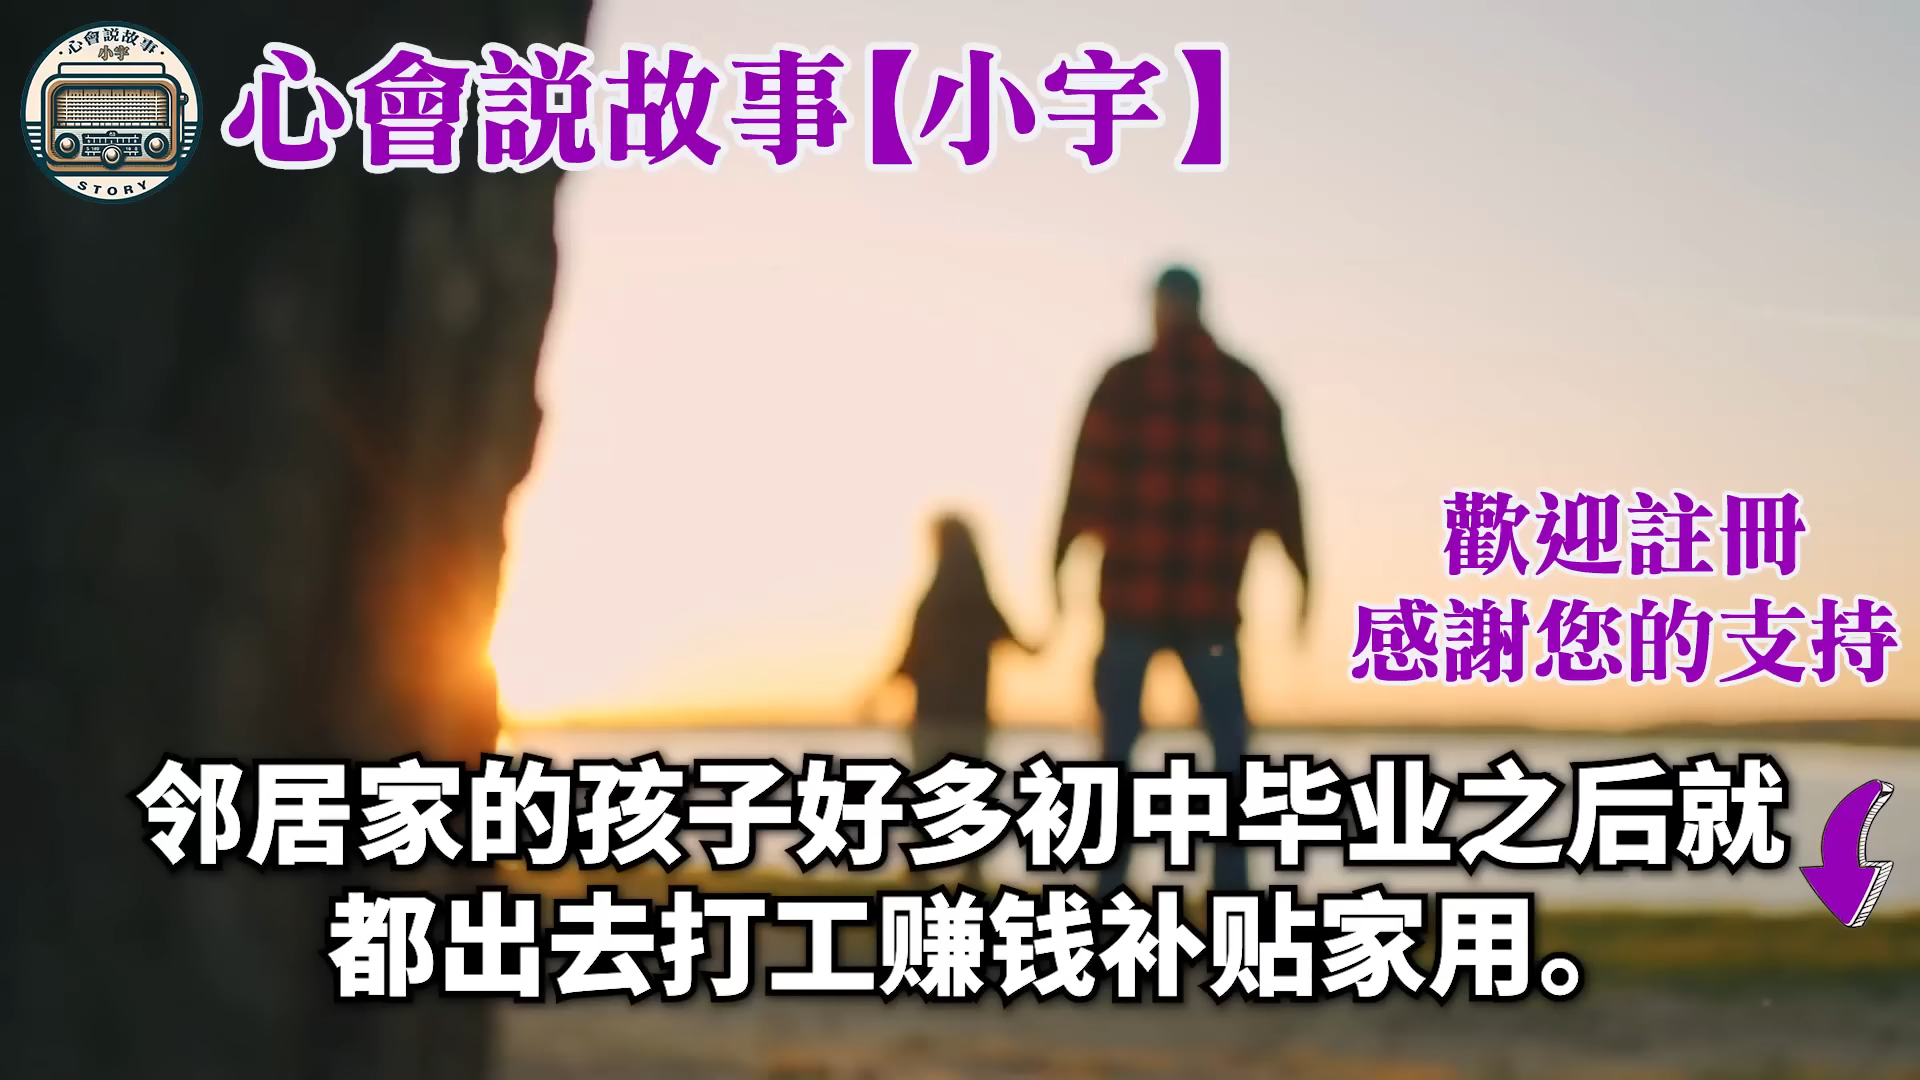 心會説故事
小宇
STORY
心會説故事【小宇】
歡迎註冊
感謝您的支持
邻居家的孩子好多初中毕业之后就
都出去打工赚钱补贴家用。